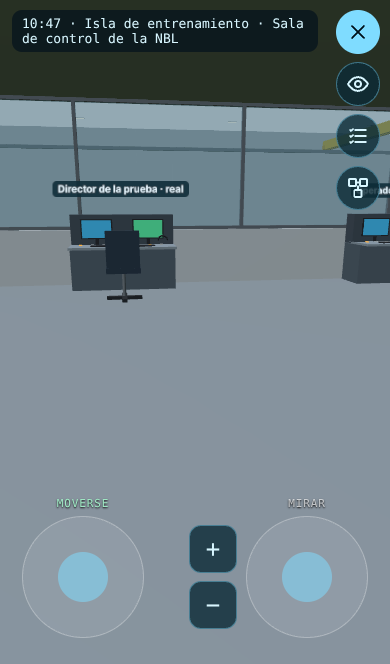 10:47 · Isla de entrenamiento · Sala
de control de la NBL
Director de la prueba · real
MOVERSE
MIRAR
+
−